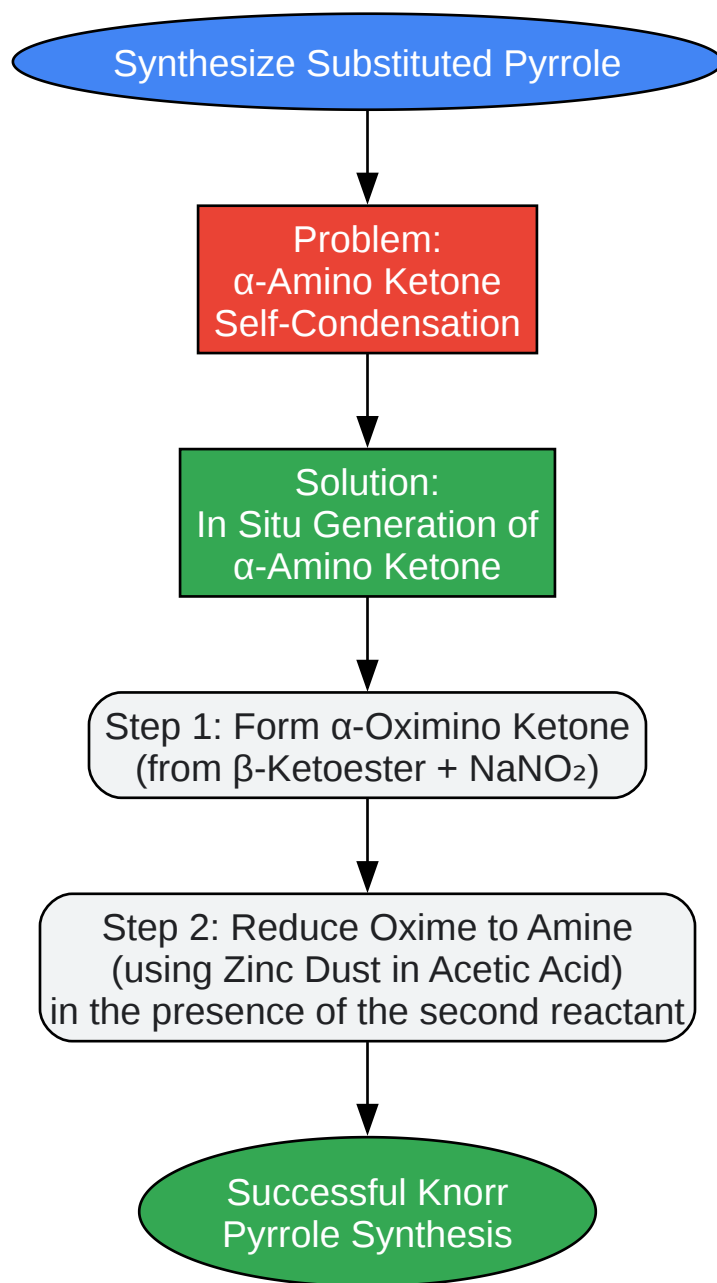 Synthesize Substituted Pyrrole
Problem:
α-Amino Ketone
Self-Condensation
Solution:
In Situ Generation of
α-Amino Ketone
Step 1: Form α-Oximino Ketone
(from β-Ketoester + NaNO₂)
Step 2: Reduce Oxime to Amine
(using Zinc Dust in Acetic Acid)
in the presence of the second reactant
Successful Knorr
Pyrrole Synthesis